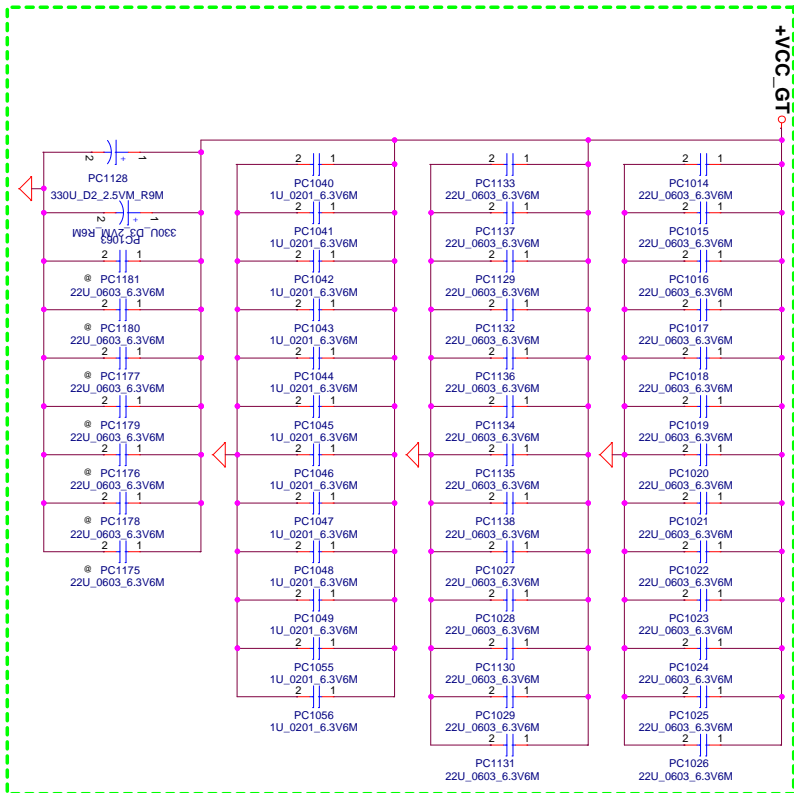 +VCC_GT
1
2 + 1
PC1128
330U_D2_2.5VM_R9M
2 + 1
PC1063
330U_D3_2VM_R6M
2 1
@ PC1181
22U_0603_6.3V6M
2 1
@ PC1180
22U_0603_6.3V6M
2 1
@ PC1177
22U_0603_6.3V6M
2 1
@ PC1179
22U_0603_6.3V6M
2 1
@ PC1176
22U_0603_6.3V6M
2 1
@ PC1178
22U_0603_6.3V6M
2 1
@ PC1175
22U_0603_6.3V6M
2 1
PC1040
1U_0201_6.3V6M
2 1
PC1041
1U_0201_6.3V6M
2 1
PC1042
1U_0201_6.3V6M
2 1
PC1043
1U_0201_6.3V6M
2 1
PC1044
1U_0201_6.3V6M
2 1
PC1045
1U_0201_6.3V6M
2 1
PC1046
1U_0201_6.3V6M
2 1
PC1047
1U_0201_6.3V6M
2 1
PC1048
1U_0201_6.3V6M
2 1
PC1049
1U_0201_6.3V6M
2 1
PC1055
1U_0201_6.3V6M
2 1
PC1056
1U_0201_6.3V6M
2 1
PC1133
22U_0603_6.3V6M
2 1
PC1137
22U_0603_6.3V6M
2 1
PC1129
22U_0603_6.3V6M
2 1
PC1132
22U_0603_6.3V6M
2 1
PC1136
22U_0603_6.3V6M
2 1
PC1134
22U_0603_6.3V6M
2 1
PC1135
22U_0603_6.3V6M
2 1
PC1138
22U_0603_6.3V6M
2 1
PC1027
22U_0603_6.3V6M
2 1
PC1028
22U_0603_6.3V6M
2 1
PC1130
22U_0603_6.3V6M
2 1
PC1029
22U_0603_6.3V6M
2 1
PC1131
22U_0603_6.3V6M
2 1
PC1014
22U_0603_6.3V6M
2 1
PC1015
22U_0603_6.3V6M
2 1
PC1016
22U_0603_6.3V6M
2 1
PC1017
22U_0603_6.3V6M
2 1
PC1018
22U_0603_6.3V6M
2 1
PC1019
22U_0603_6.3V6M
2 1
PC1020
22U_0603_6.3V6M
2 1
PC1021
22U_0603_6.3V6M
2 1
PC1022
22U_0603_6.3V6M
2 1
PC1023
22U_0603_6.3V6M
2 1
PC1024
22U_0603_6.3V6M
2 1
PC1025
22U_0603_6.3V6M
2 1
PC1026
22U_0603_6.3V6M